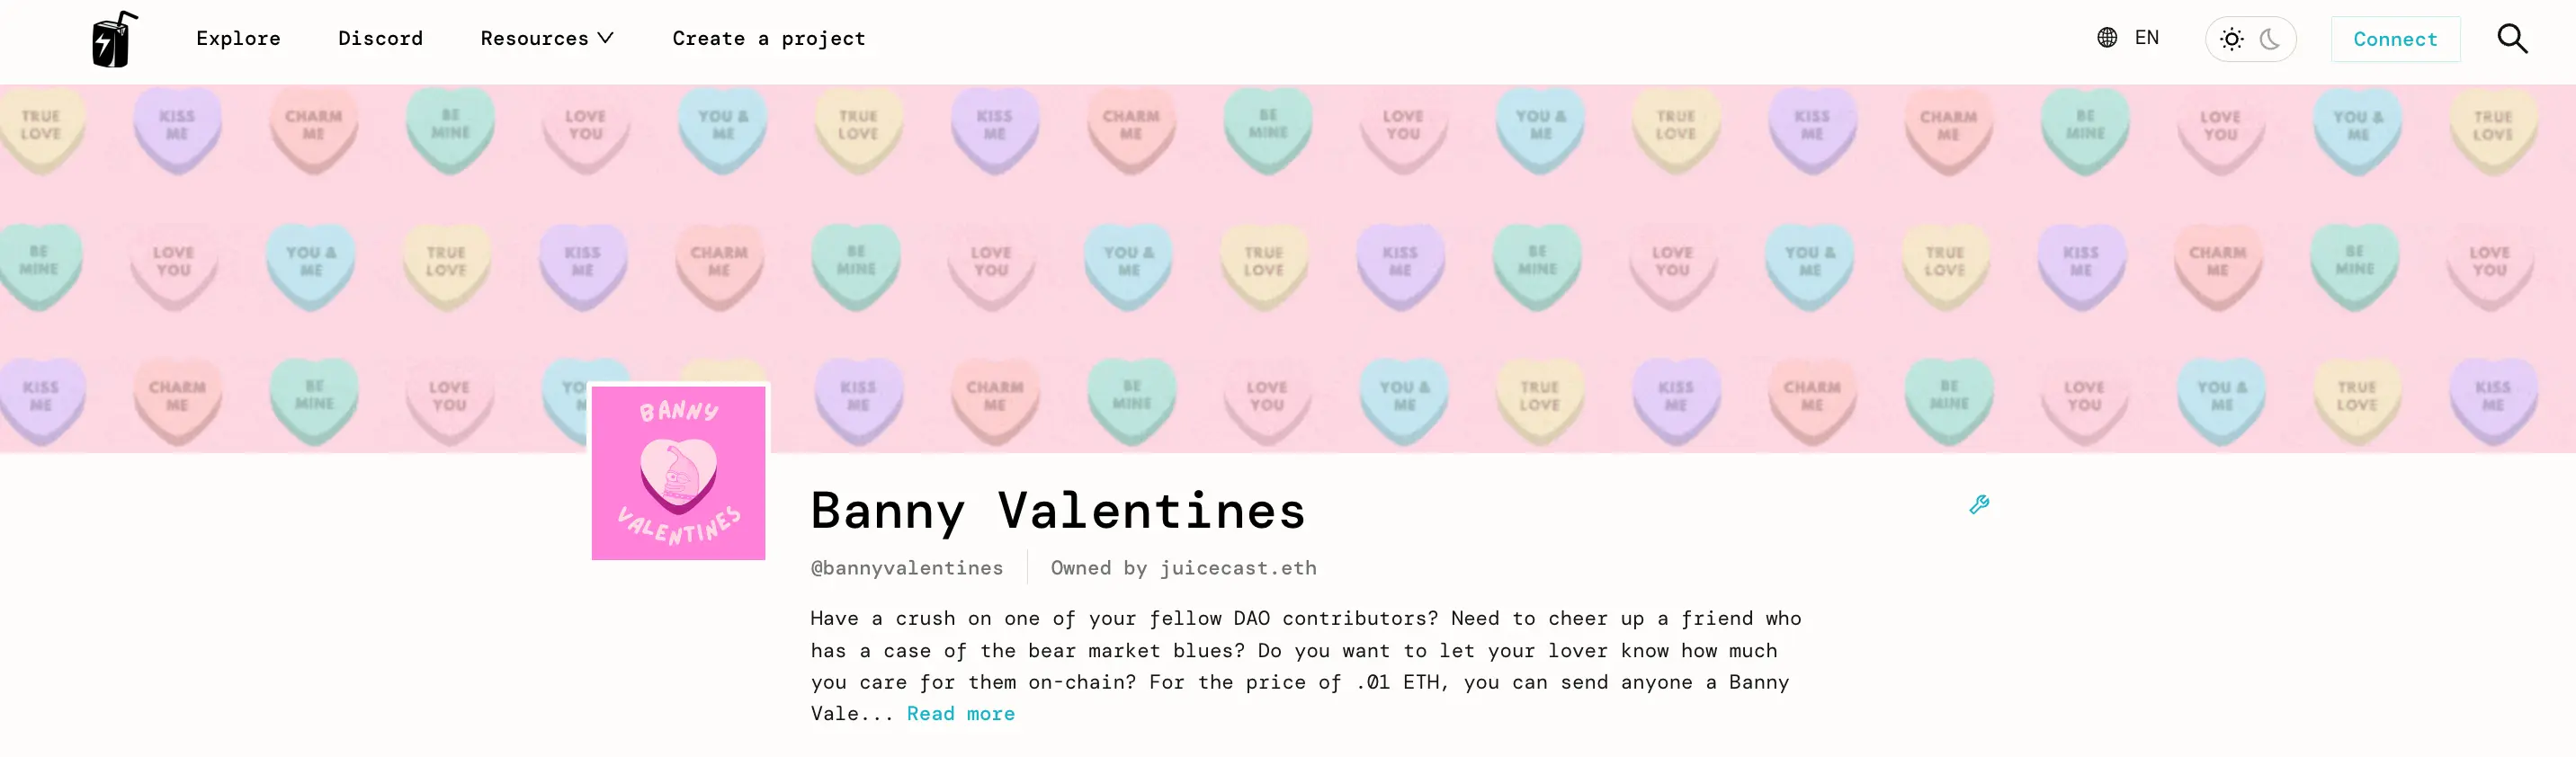 Explore Discord Resources Create a project EN Connect
TRUE KISS CHARM BE LOVE YOU & TRUE KISS CHARM BE LOVE YOU & TRUE KISS CHARM BE LOVE YOU & TRUE
LOVE ME ME MINE YOU ME LOVE ME ME MINE YOU ME LOVE ME ME MINE YOU ME LOVE
BE LOVE YOU & TRUE KISS CHARM BE LOVE YOU & TRUE KISS BE LOVE YOU & TRUE KISS CHARM BE LOVE
MINE YOU ME LOVE ME ME MINE YOU ME LOVE ME MINE YOU ME LOVE ME ME MINE YOU
KISS CHARM BE LOVE YO KISS CHARM BE LOVE YOU & TRUE KISS CHARM BE LOVE YOU & TRUE KISS
ME ME MINE YOU M ME ME MINE YOU ME LOVE ME ME MINE YOU ME LOVE ME
BANNY
VALENTINES
Banny Valentines
@bannyvalentines Owned by juicecast.eth
Have a crush on one of your fellow DAO contributors? Need to cheer up a friend who
has a case of the bear market blues? Do you want to let your lover know how much
you care for them on-chain? For the price of .01 ETH, you can send anyone a Banny
Vale... Read more